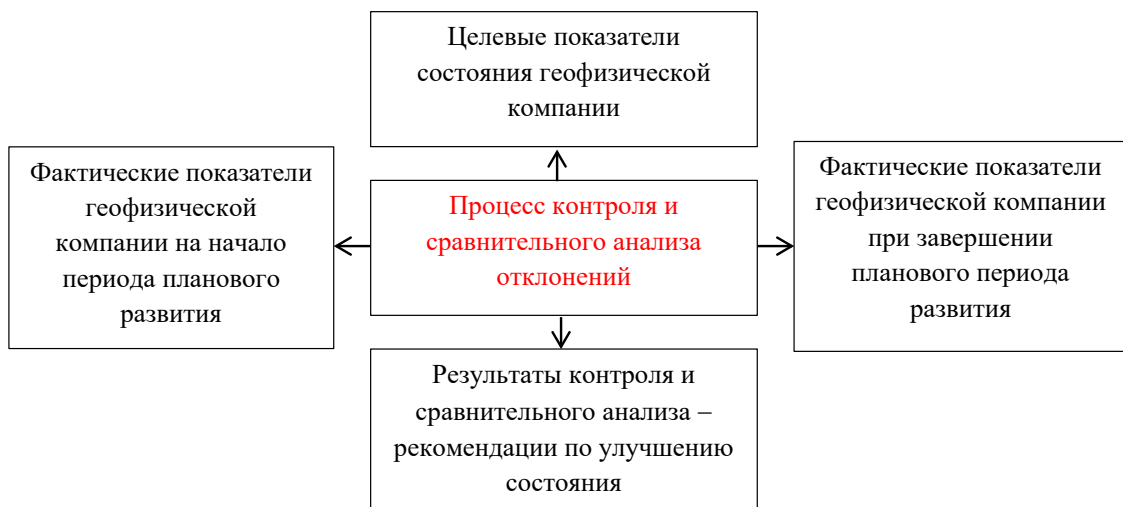 Целевые показатели
состояния геофизической
компании
Фактические показатели
геофизической
компании на начало
периода планового
развития
Процесс контроля и
сравнительного анализа
отклонений
Фактические показатели
геофизической компании
при завершении
планового периода
развития
Результаты контроля и
сравнительного анализа –
рекомендации по улучшению
состояния